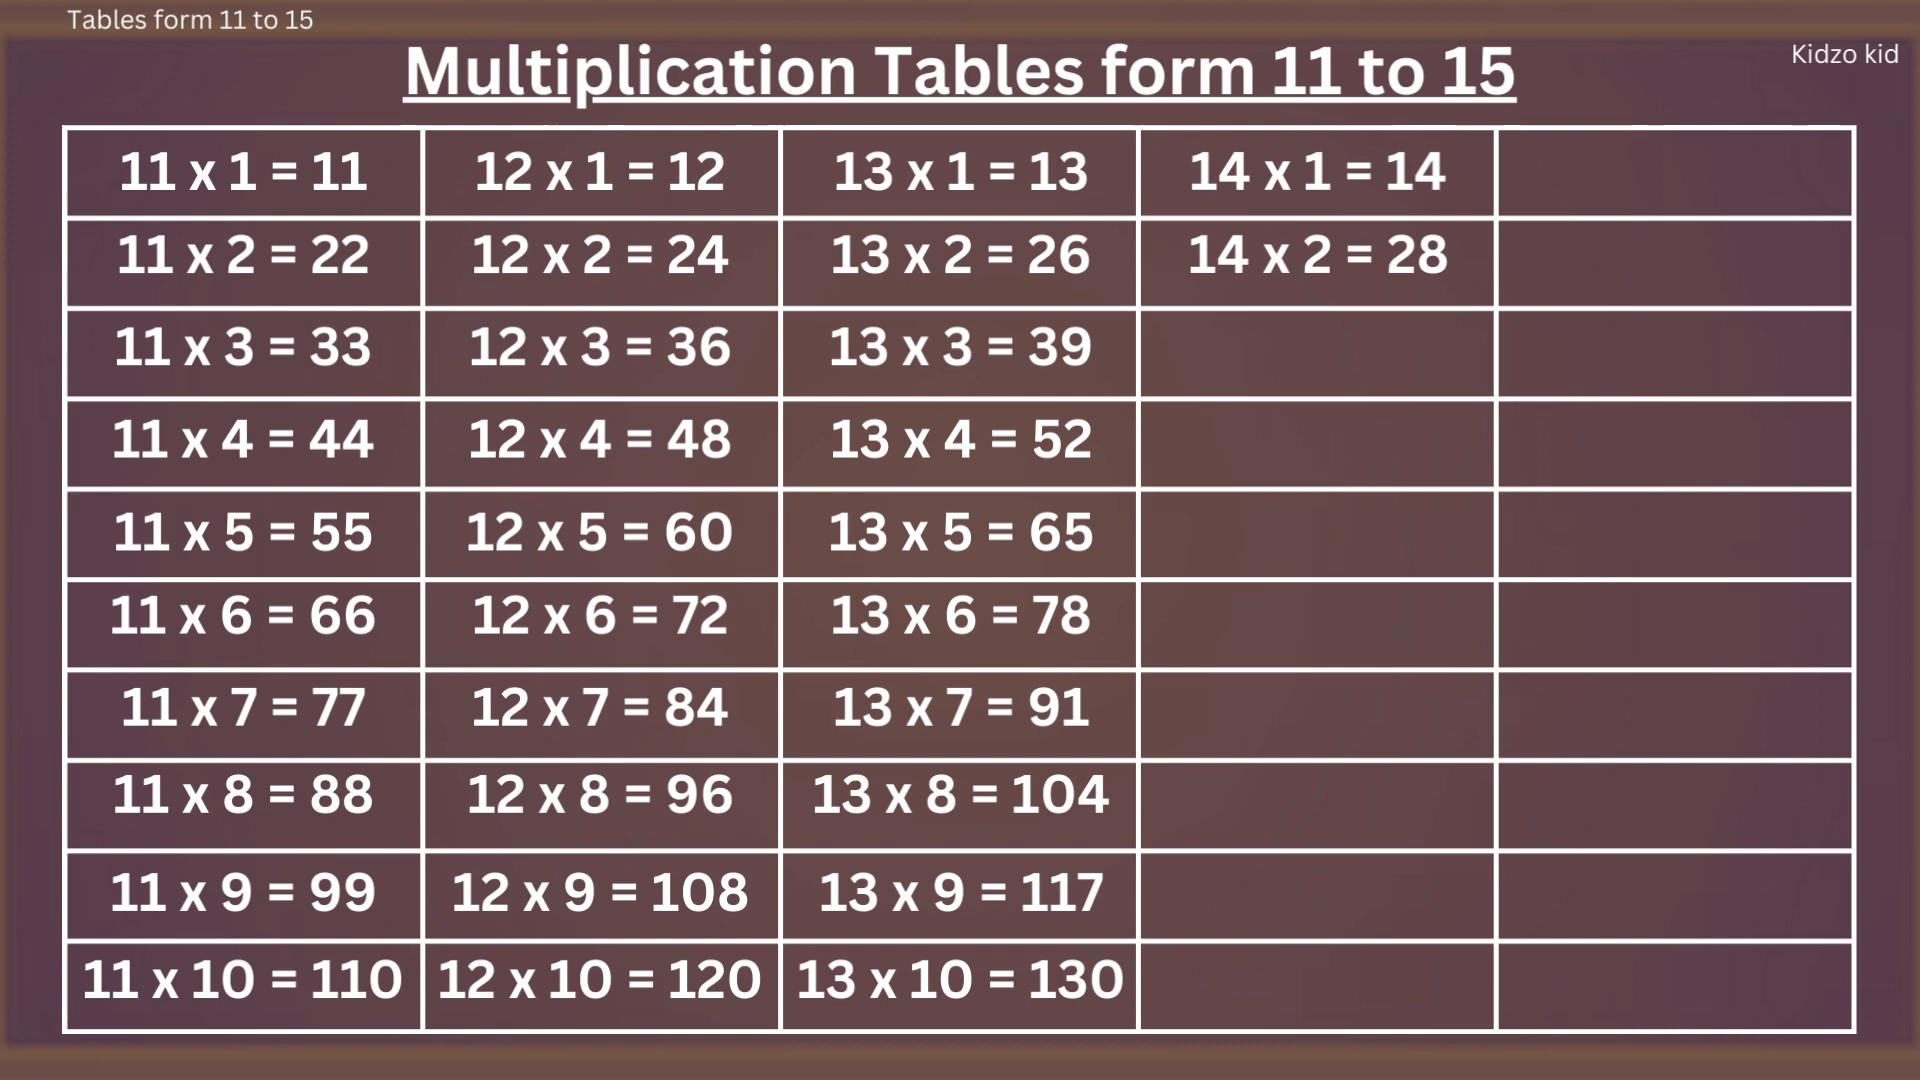 Tables form 11 to 15
Kidzo kid
Multiplication Tables form 11 to 15
11 x 1 = 11 12 x 1 = 12 13 x 1 = 13 14 x 1 = 14
11 x 2 = 22 12 x 2 = 24 13 x 2 = 26 14 x 2 = 28
11 x 3 = 33 12 x 3 = 36 13 x 3 = 39
11 x 4 = 44 12 x 4 = 48 13 x 4 = 52
11 x 5 = 55 12 x 5 = 60 13 x 5 = 65
11 x 6 = 66 12 x 6 = 72 13 x 6 = 78
11 x 7 = 77 12 x 7 = 84 13 x 7 = 91
11 x 8 = 88 12 x 8 = 96 13 x 8 = 104
11 x 9 = 99 12 x 9 = 108 13 x 9 = 117
11 x 10 = 110 12 x 10 = 120 13 x 10 = 130